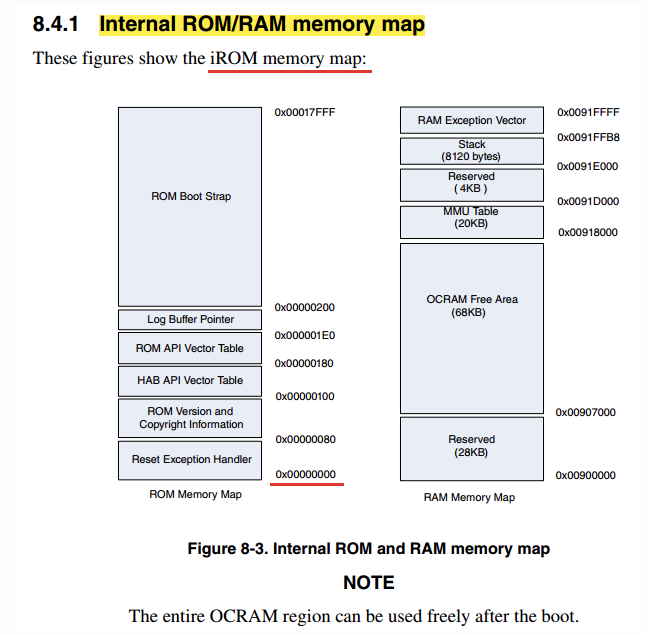 8.4.1 Internal ROM/RAM memory map
These figures show the iROM memory map:
0x00017FFF
ROM Boot Strap
0x00000200
Log Buffer Pointer
0x000001E0
ROM API Vector Table
0x00000180
HAB API Vector Table
0x00000100
ROM Version and
Copyright Information
0x00000080
Reset Exception Handler
0x00000000
ROM Memory Map
0x0091FFFF
RAM Exception Vector
0x0091FFB8
Stack
(8120 bytes)
0x0091E000
Reserved
( 4KB )
0x0091D000
MMU Table
(20KB)
0x00918000
OCRAM Free Area
(68KB)
0x00907000
Reserved
(28KB)
0x00900000
RAM Memory Map
Figure 8-3. Internal ROM and RAM memory map
NOTE
The entire OCRAM region can be used freely after the boot.